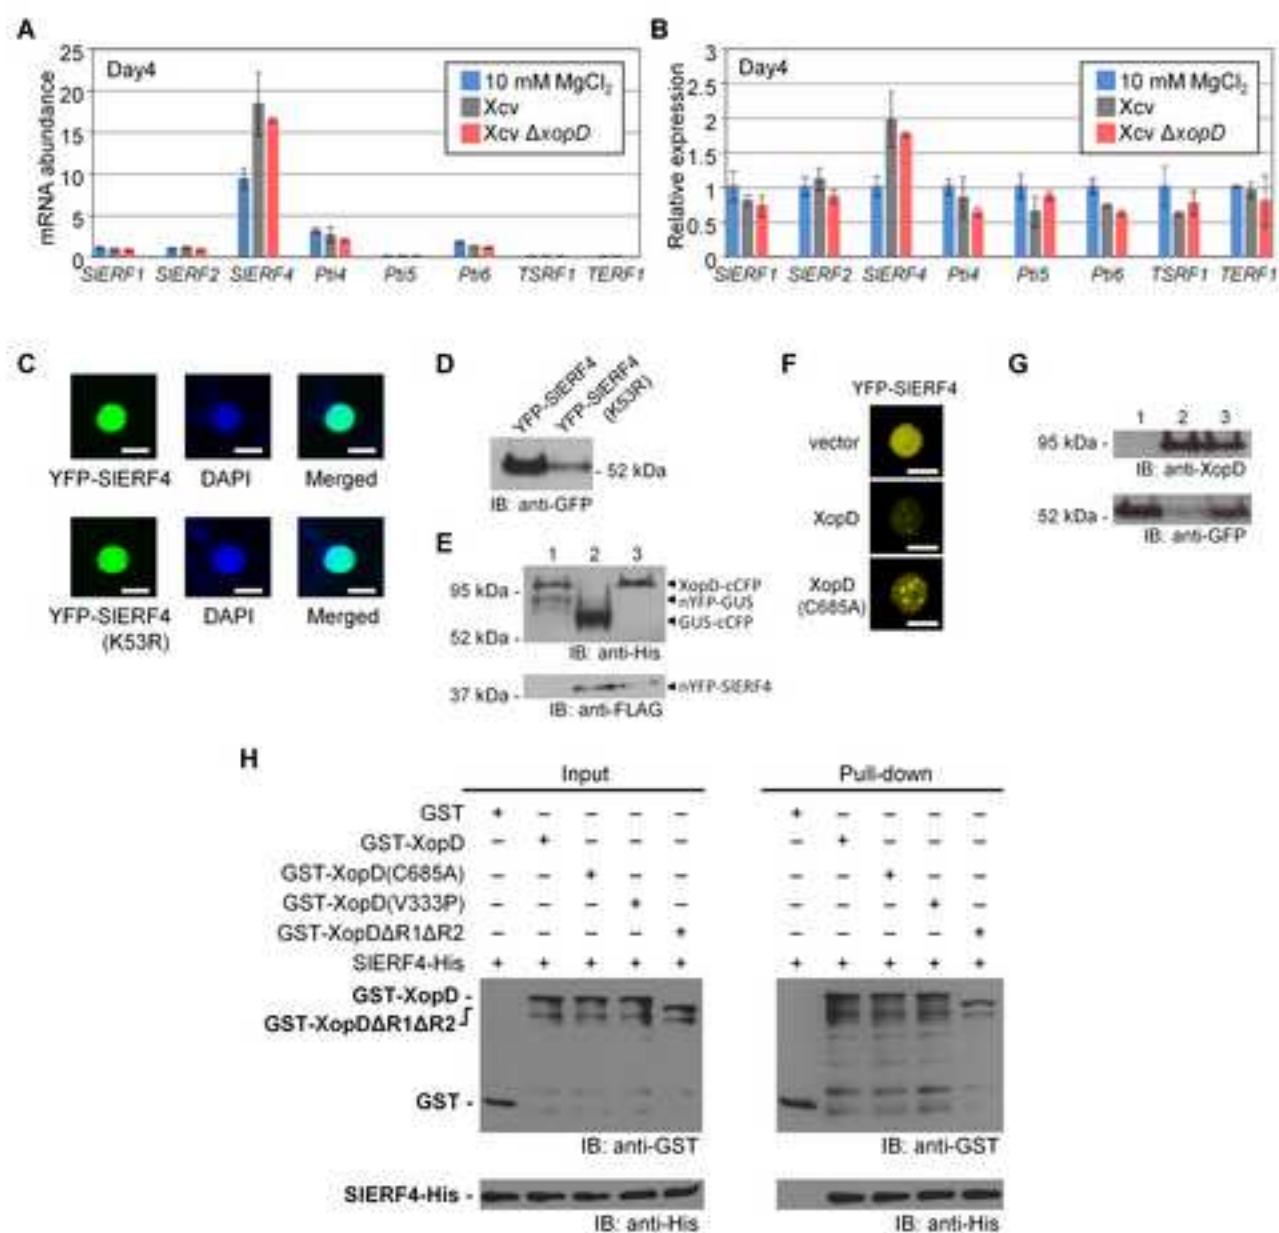 A
Day4
10 mM MgCl2
Xcv
Xcv ΔxopD
mRNA abundance
25
20
15
10
5
0
SlERF1 SlERF2 SlERF4 Pti4 Pti5 Pti6 TSRF1 TERF1
B
Day4
10 mM MgCl2
Xcv
Xcv ΔxopD
Relative expression
3
2.5
2
1.5
1
0.5
0
SlERF1 SlERF2 SlERF4 Pti4 Pti5 Pti6 TSRF1 TERF1
C
YFP-SlERF4 DAPI Merged
YFP-SlERF4 DAPI Merged
(K53R)
D
YFP-SlERF4
YFP-SlERF4
(K53R)
- 52 kDa
IB: anti-GFP
E
1 2 3
95 kDa -
52 kDa -
XopD-cCFP
nYFP-GUS
GUS-cCFP
IB: anti-His
37 kDa -
nYFP-SlERF4
IB: anti-FLAG
F
YFP-SlERF4
vector
XopD
XopD
(C685A)
G
1 2 3
95 kDa -
IB: anti-XopD
52 kDa -
IB: anti-GFP
H
Input Pull-down
GST + – – – – + – – – –
GST-XopD – + – – – – + – – –
GST-XopD(C685A) – – + – – – – + – –
GST-XopD(V333P) – – – + – – – – + –
GST-XopDΔR1ΔR2 – – – – + – – – – +
SlERF4-His + + + + + + + + + +
GST-XopD -
GST-XopDΔR1ΔR2
GST -
IB: anti-GST IB: anti-GST
SlERF4-His -
IB: anti-His IB: anti-His